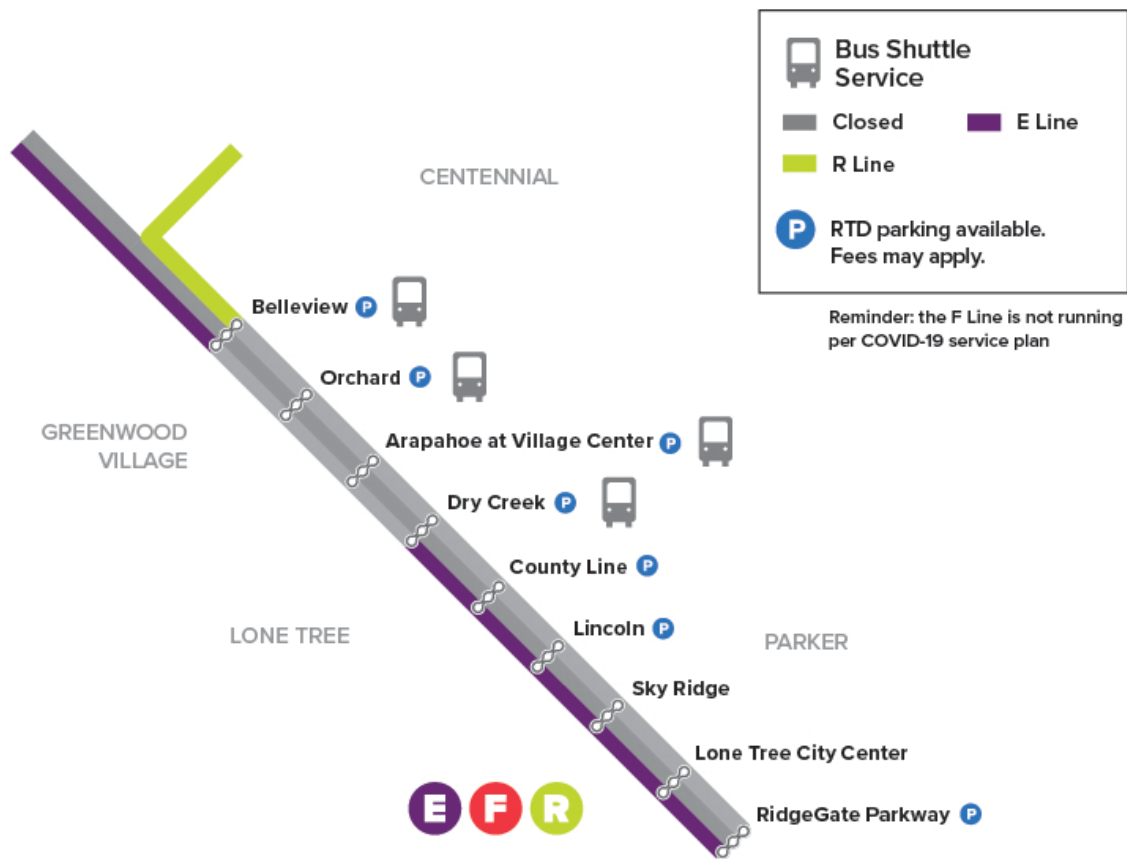 Bus Shuttle
Service
Closed
E Line
R Line
P
RTD parking available.
Fees may apply.
Reminder: the F Line is not running
per COVID-19 service plan
CENTENNIAL
Belleview P
Orchard P
GREENWOOD
VILLAGE
Arapahoe at Village Center P
Dry Creek P
County Line P
LONE TREE
Lincoln P
PARKER
Sky Ridge
Lone Tree City Center
E F R
RidgeGate Parkway P